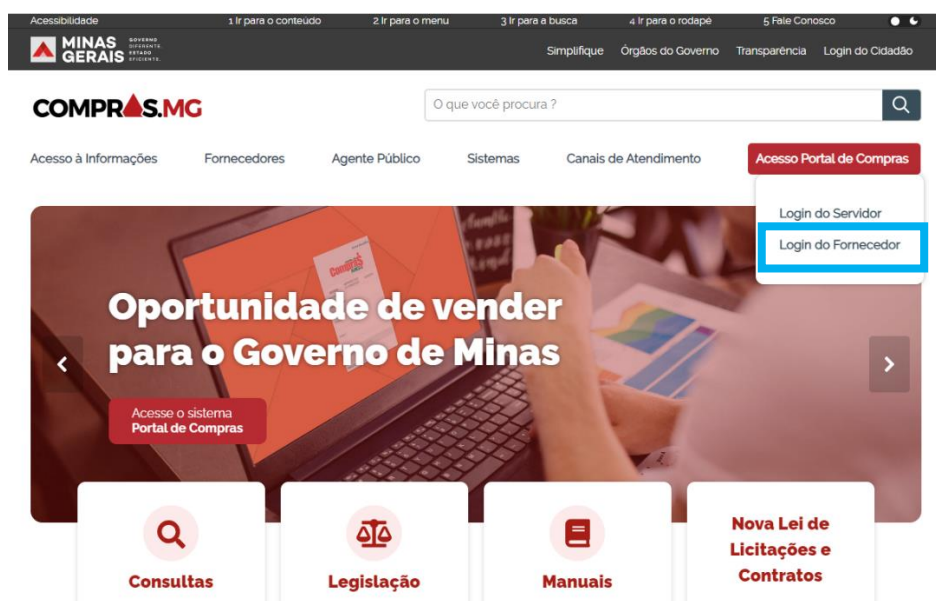 Acessibilidade 1 Ir para o conteúdo 2 Ir para o menu 3 Ir para a busca 4 Ir para o rodapé 5 Fale Conosco
MINAS GERAIS
GOVERNO
DIFERENTE.
ESTADO
EFICIENTE.
Simplifique Órgãos do Governo Transparência Login do Cidadão
COMPRAS.MG
O que você procura ?
Acesso à Informações Fornecedores Agente Público Sistemas Canais de Atendimento Acesso Portal de Compras
Login do Servidor
Login do Fornecedor
Compras
Oportunidade de vender
para o Governo de Minas
Acesse o sistema
Portal de Compras
Consultas
Legislação
Manuais
Nova Lei de
Licitações e
Contratos